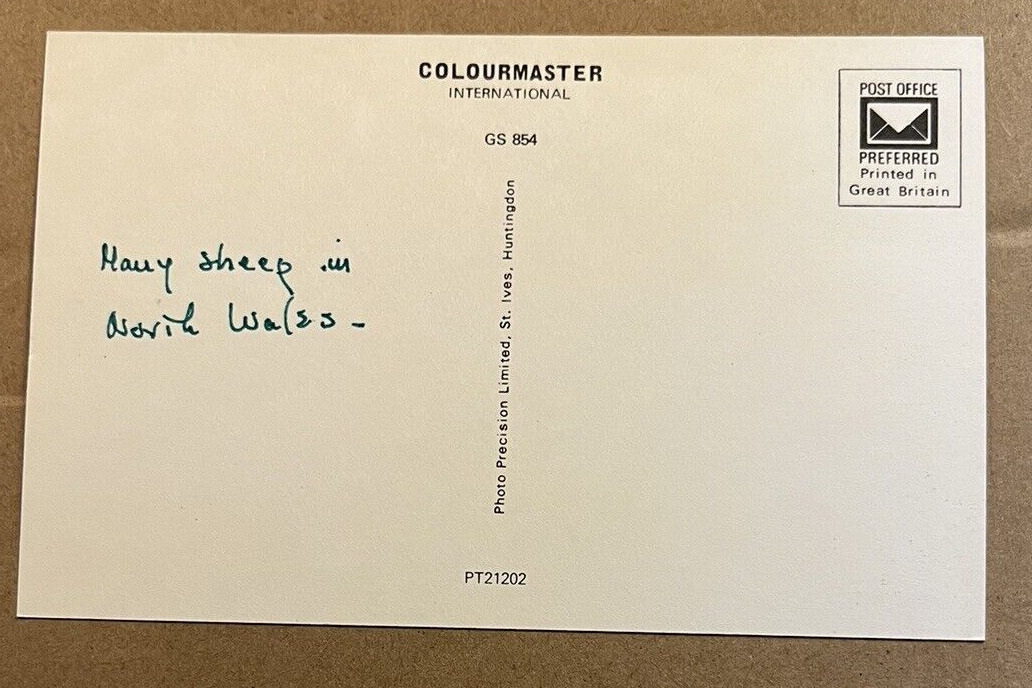 COLOURMASTER
INTERNATIONAL
GS 854
POST OFFICE
PREFERRED
Printed in
Great Britain
Many sheep in
North Wales -
Photo Precision Limited, St. Ives, Huntingdon
PT21202